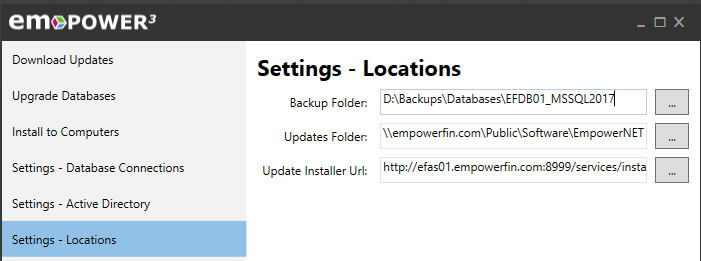 emPOWER³
Download Updates
Upgrade Databases
Install to Computers
Settings - Database Connections
Settings - Active Directory
Settings - Locations
Settings - Locations
Backup Folder: D:\Backups\Databases\EFDB01_MSSQL2017 ...
Updates Folder: \\empowerfin.com\Public\Software\EmpowerNET ...
Update Installer Url: http://efas01.empowerfin.com:8999/services/insta ...